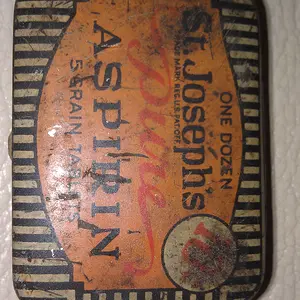 ONE DOZEN
St. Joseph's
TRADE MARK REG. U.S. PAT. OFF.
pure
ASPIRIN
5 GRAIN TABLETS